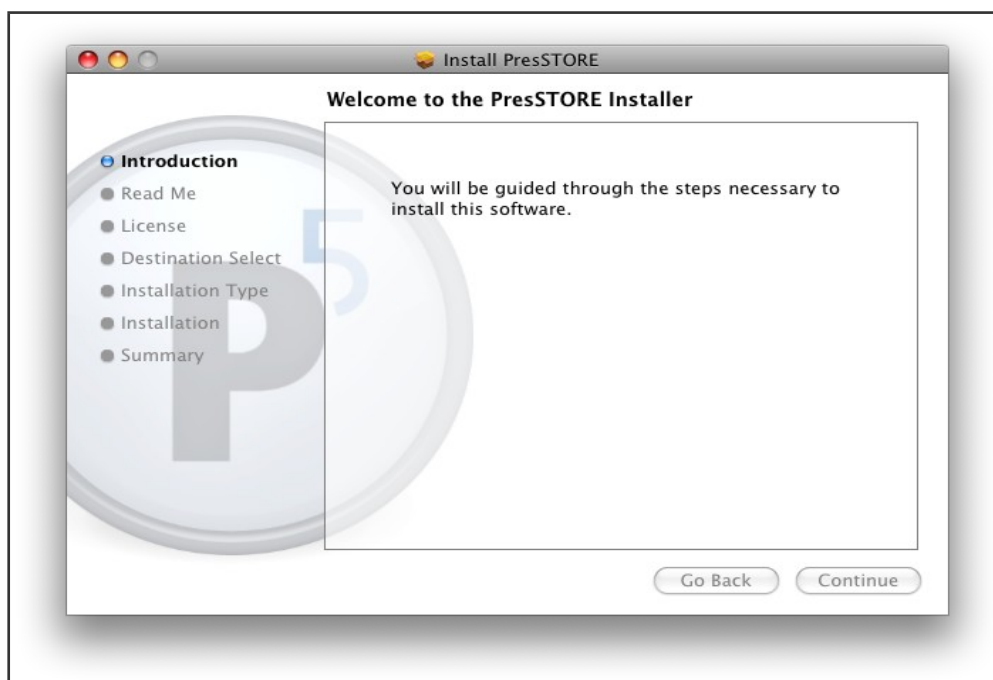 Install PresSTORE
Welcome to the PresSTORE Installer
Introduction
Read Me
License
Destination Select
Installation Type
Installation
Summary
P5
You will be guided through the steps necessary to
install this software.
Go Back
Continue